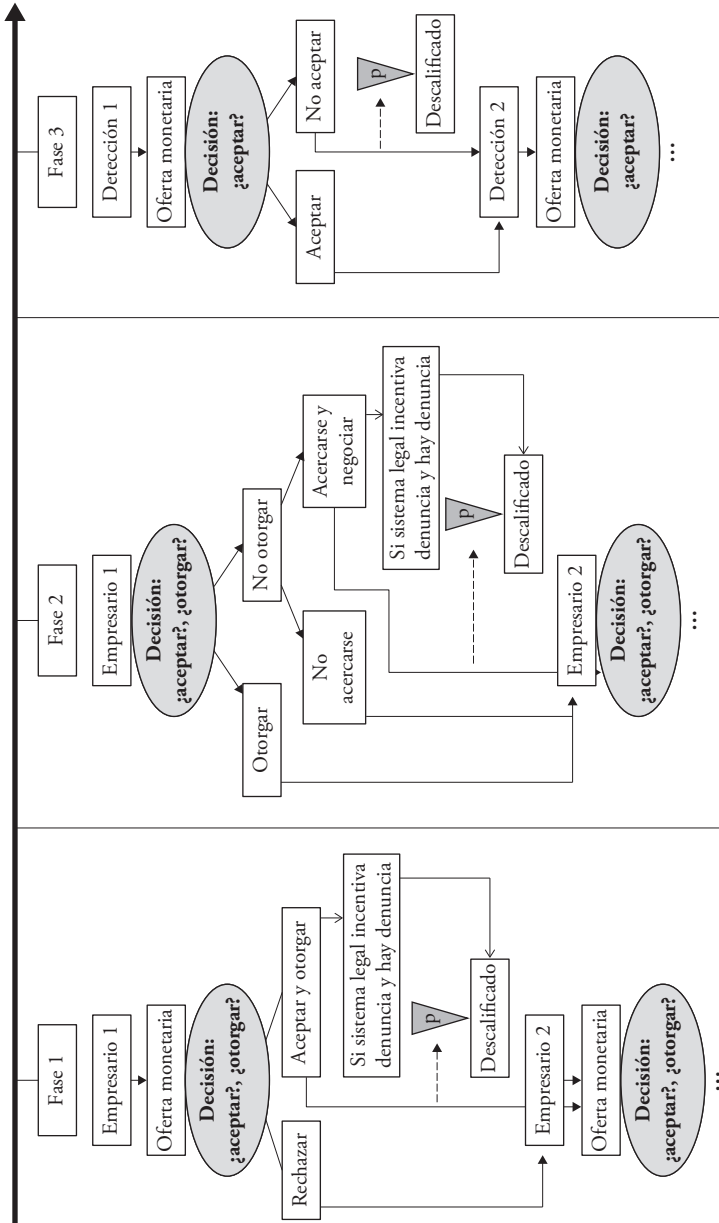 Fase 1
Empresario 1
Oferta monetaria
Decisión:
¿aceptar?, ¿otorgar?
Rechazar
Aceptar y otorgar
Si sistema legal incentiva
denuncia y hay denuncia
p
Descalificado
Empresario 2
Oferta monetaria
Decisión:
¿aceptar?, ¿otorgar?
...
Fase 2
Empresario 1
Decisión:
¿aceptar?, ¿otorgar?
Otorgar
No otorgar
No
acercarse
Acercarse y
negociar
Si sistema legal incentiva
denuncia y hay denuncia
p
Descalificado
Empresario 2
Decisión:
¿aceptar?, ¿otorgar?
...
Fase 3
Detección 1
Oferta monetaria
Decisión:
¿aceptar?
Aceptar
No aceptar
p
Descalificado
Detección 2
Oferta monetaria
Decisión:
¿aceptar?
...